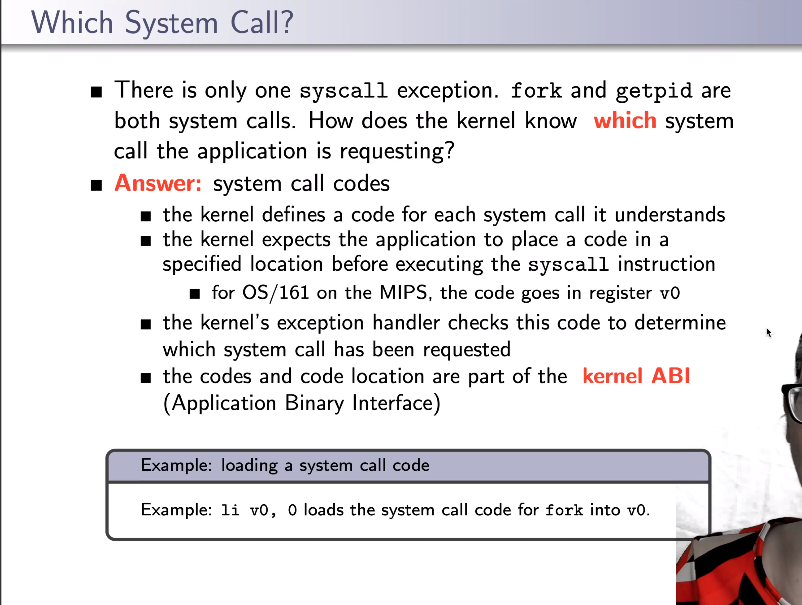 Which System Call?
■ There is only one syscall exception. fork and getpid are
both system calls. How does the kernel know which system
call the application is requesting?
■ Answer: system call codes
■ the kernel defines a code for each system call it understands
■ the kernel expects the application to place a code in a
specified location before executing the syscall instruction
■ for OS/161 on the MIPS, the code goes in register v0
■ the kernel's exception handler checks this code to determine
which system call has been requested
■ the codes and code location are part of the kernel ABI
(Application Binary Interface)
Example: loading a system call code
Example: li v0, 0 loads the system call code for fork into v0.